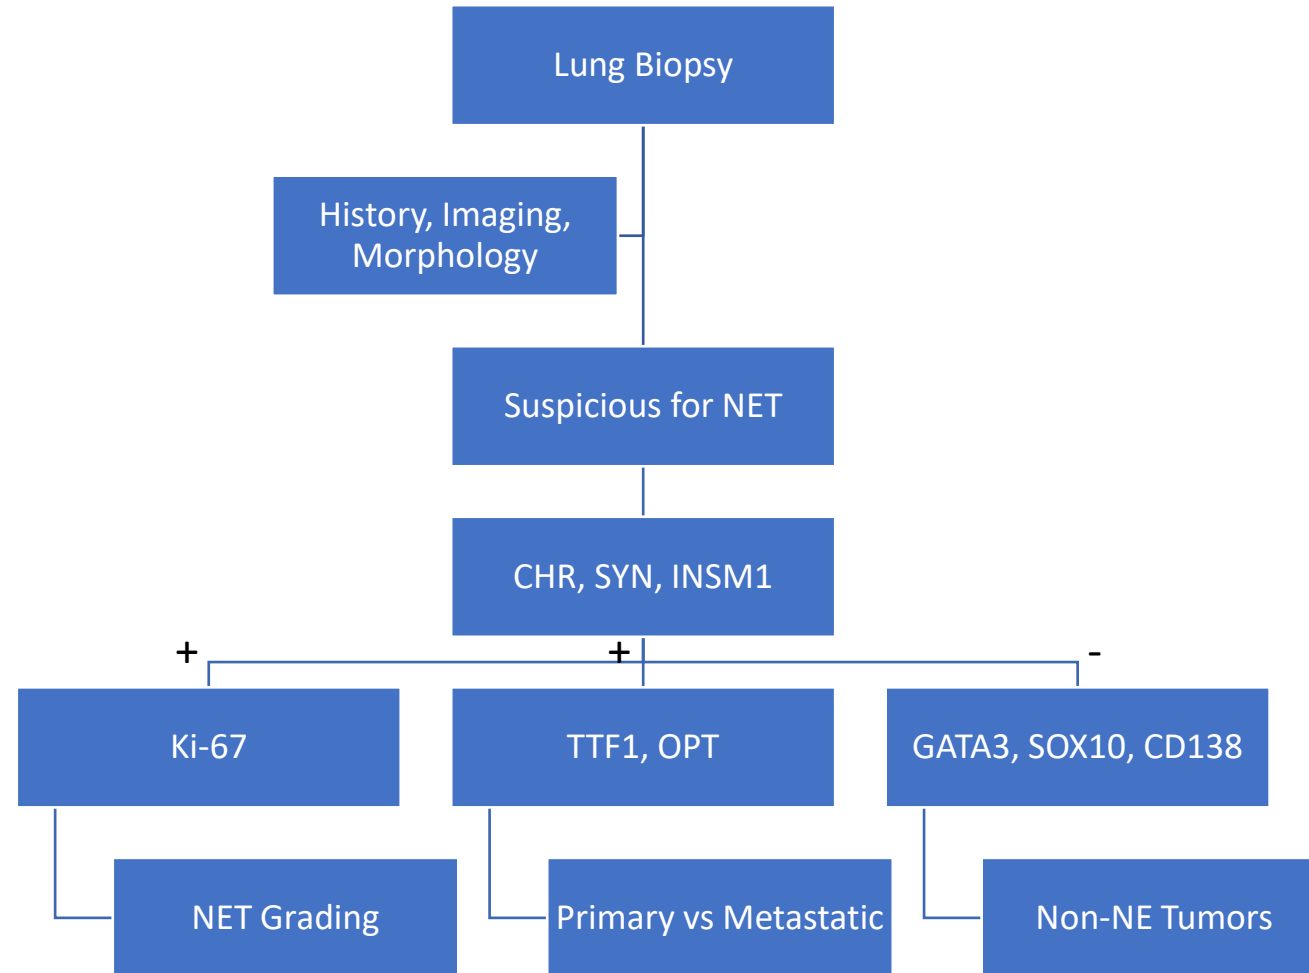 Lung Biopsy
History, Imaging,
Morphology
Suspicious for NET
CHR, SYN, INSM1
+
+
-
Ki-67
TTF1, OPT
GATA3, SOX10, CD138
NET Grading
Primary vs Metastatic
Non-NE Tumors